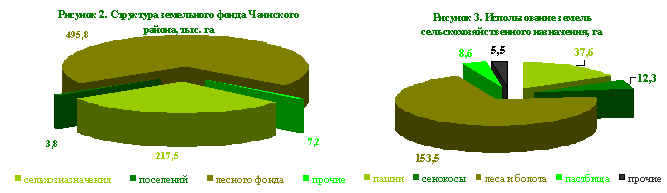 Рисунок 2. Структура земельного фонда Чаинского
района, тыс. га
495,8
3,8
217,5
7,2
сельхозназначения поселений лесного фонда прочие
Рисунок 3. Использование земель
сельскохозяйственного назначения, га
8,6
5,5
37,6
12,3
153,5
пашни сенокосы леса и болота пастбища прочие